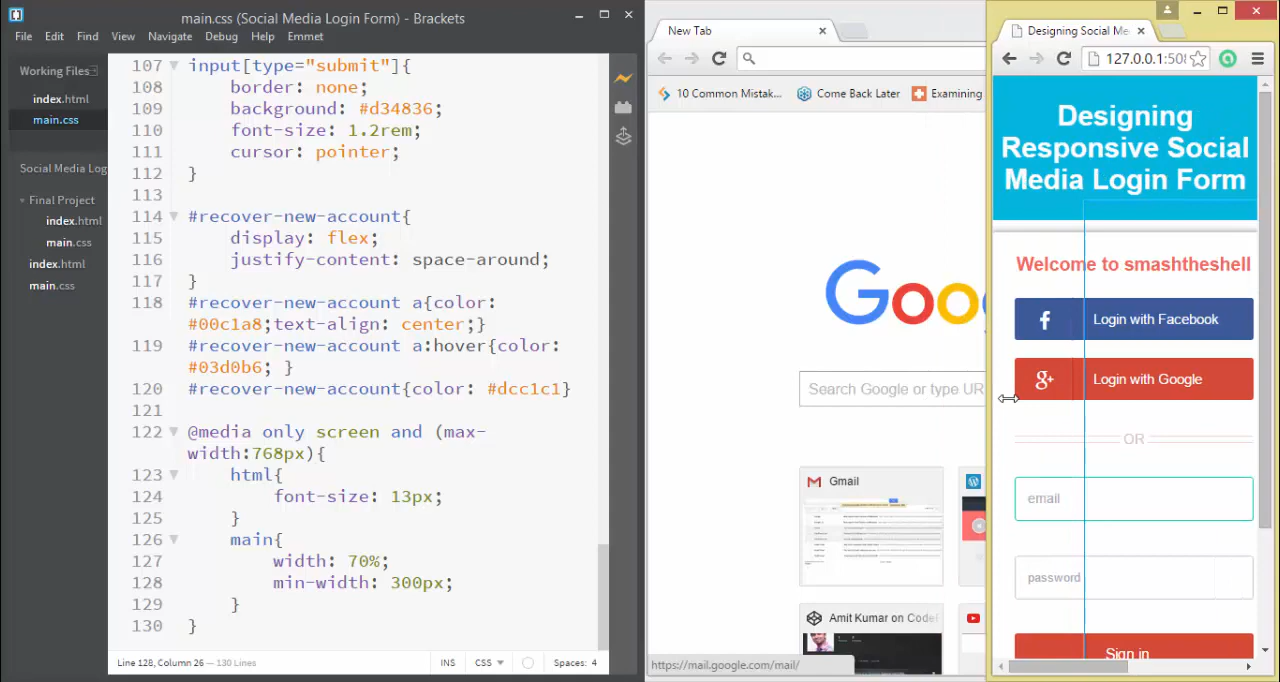 main.css (Social Media Login Form) - Brackets
File Edit Find View Navigate Debug Help Emmet
Working Files
index.html
main.css
Social Media Log
Final Project
index.html
main.css
index.html
main.css
107 input[type="submit"]{
108 border: none;
109 background: #d34836;
110 font-size: 1.2rem;
111 cursor: pointer;
112 }
113
114 #recover-new-account{
115 display: flex;
116 justify-content: space-around;
117 }
118 #recover-new-account a{color:
#00c1a8;text-align: center;}
119 #recover-new-account a:hover{color:
#03d0b6; }
120 #recover-new-account{color: #dcc1c1}
121
122 @media only screen and (max-
width:768px){
123 html{
124 font-size: 13px;
125 }
126 main{
127 width: 70%;
128 min-width: 300px;
129 }
130 }
Line 128, Column 26 — 130 Lines
INS CSS Spaces: 4
New Tab
10 Common Mistak... Come Back Later Examining
Goo
Search Google or type UR
Gmail
Amit Kumar on CodeP
https://mail.google.com/mail/
Designing Social Me
127.0.0.1:508
Designing
Responsive Social
Media Login Form
Welcome to smashtheshell
f Login with Facebook
g+ Login with Google
OR
email
password
Sign in